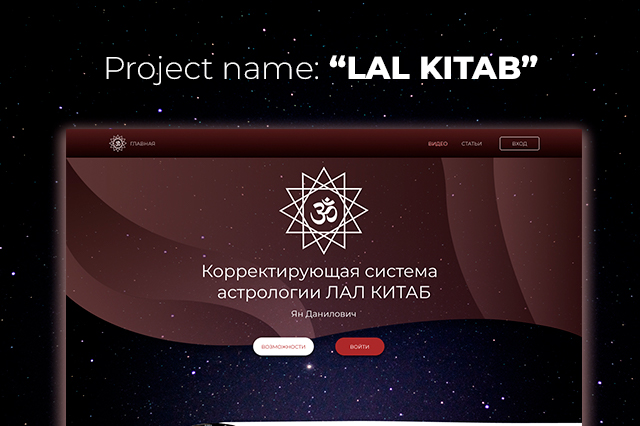 Project name: “LAL KITAB”
ГЛАВНАЯ
ВИДЕО СТАТЬИ ВХОД
Корректирующая система
астрологии ЛАЛ КИТАБ
Ян Данилович
ВОЗМОЖНОСТИ ВОЙТИ